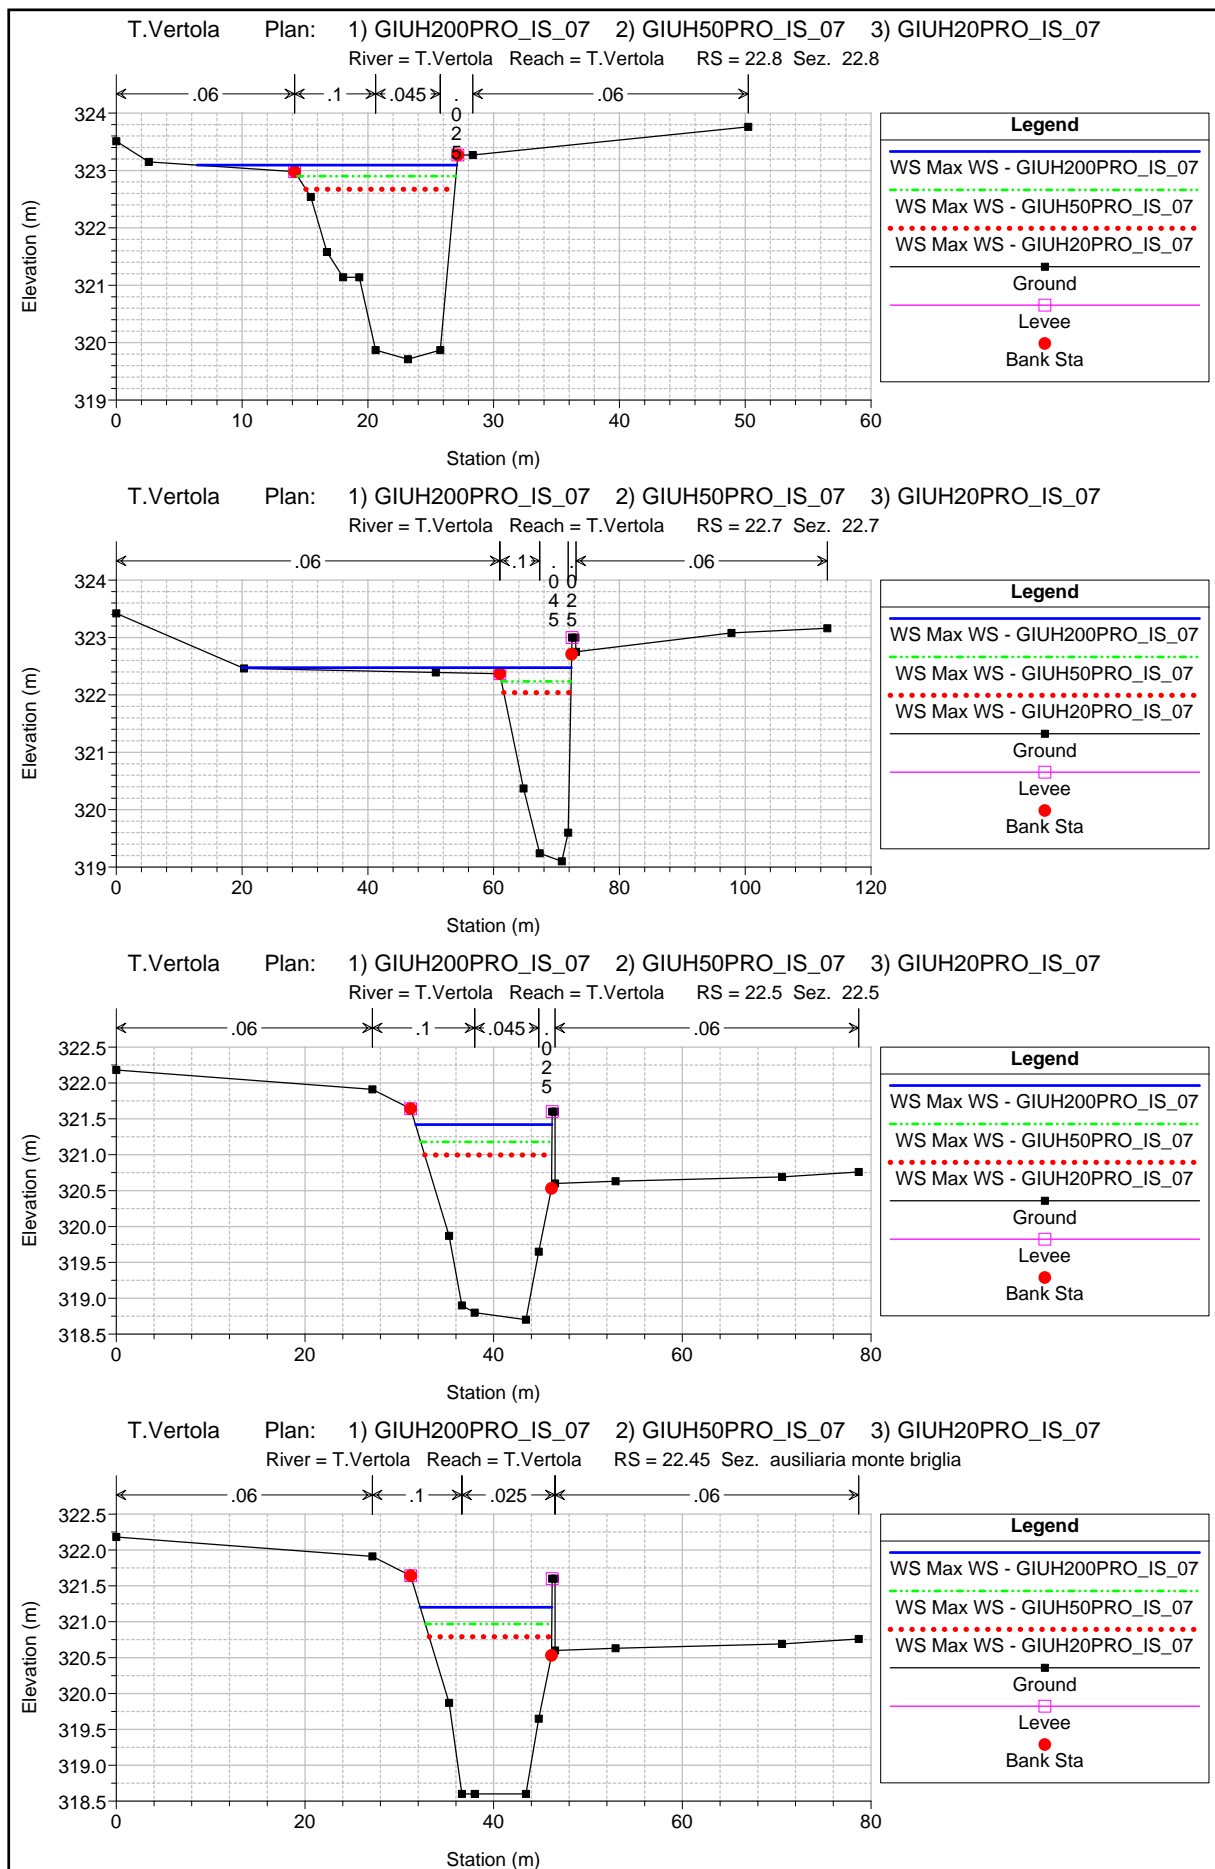 T.Vertola Plan: 1) GIUH200PRO_IS_07 2) GIUH50PRO_IS_07 3) GIUH20PRO_IS_07
River = T.Vertola Reach = T.Vertola RS = 22.8 Sez. 22.8
.06 .1 .045 .025 .06
324
323
322
321
320
319
Elevation (m)
0 10 20 30 40 50 60
Station (m)
Legend
WS Max WS - GIUH200PRO_IS_07
WS Max WS - GIUH50PRO_IS_07
WS Max WS - GIUH20PRO_IS_07
Ground
Levee
Bank Sta
T.Vertola Plan: 1) GIUH200PRO_IS_07 2) GIUH50PRO_IS_07 3) GIUH20PRO_IS_07
River = T.Vertola Reach = T.Vertola RS = 22.7 Sez. 22.7
.06 .1 .045 .025 .06
324
323
322
321
320
319
Elevation (m)
0 20 40 60 80 100 120
Station (m)
Legend
WS Max WS - GIUH200PRO_IS_07
WS Max WS - GIUH50PRO_IS_07
WS Max WS - GIUH20PRO_IS_07
Ground
Levee
Bank Sta
T.Vertola Plan: 1) GIUH200PRO_IS_07 2) GIUH50PRO_IS_07 3) GIUH20PRO_IS_07
River = T.Vertola Reach = T.Vertola RS = 22.5 Sez. 22.5
.06 .1 .045 .025 .06
322.5
322.0
321.5
321.0
320.5
320.0
319.5
319.0
318.5
Elevation (m)
0 20 40 60 80
Station (m)
Legend
WS Max WS - GIUH200PRO_IS_07
WS Max WS - GIUH50PRO_IS_07
WS Max WS - GIUH20PRO_IS_07
Ground
Levee
Bank Sta
T.Vertola Plan: 1) GIUH200PRO_IS_07 2) GIUH50PRO_IS_07 3) GIUH20PRO_IS_07
River = T.Vertola Reach = T.Vertola RS = 22.45 Sez. ausiliaria monte briglia
.06 .1 .025 .06
322.5
322.0
321.5
321.0
320.5
320.0
319.5
319.0
318.5
Elevation (m)
0 20 40 60 80
Station (m)
Legend
WS Max WS - GIUH200PRO_IS_07
WS Max WS - GIUH50PRO_IS_07
WS Max WS - GIUH20PRO_IS_07
Ground
Levee
Bank Sta